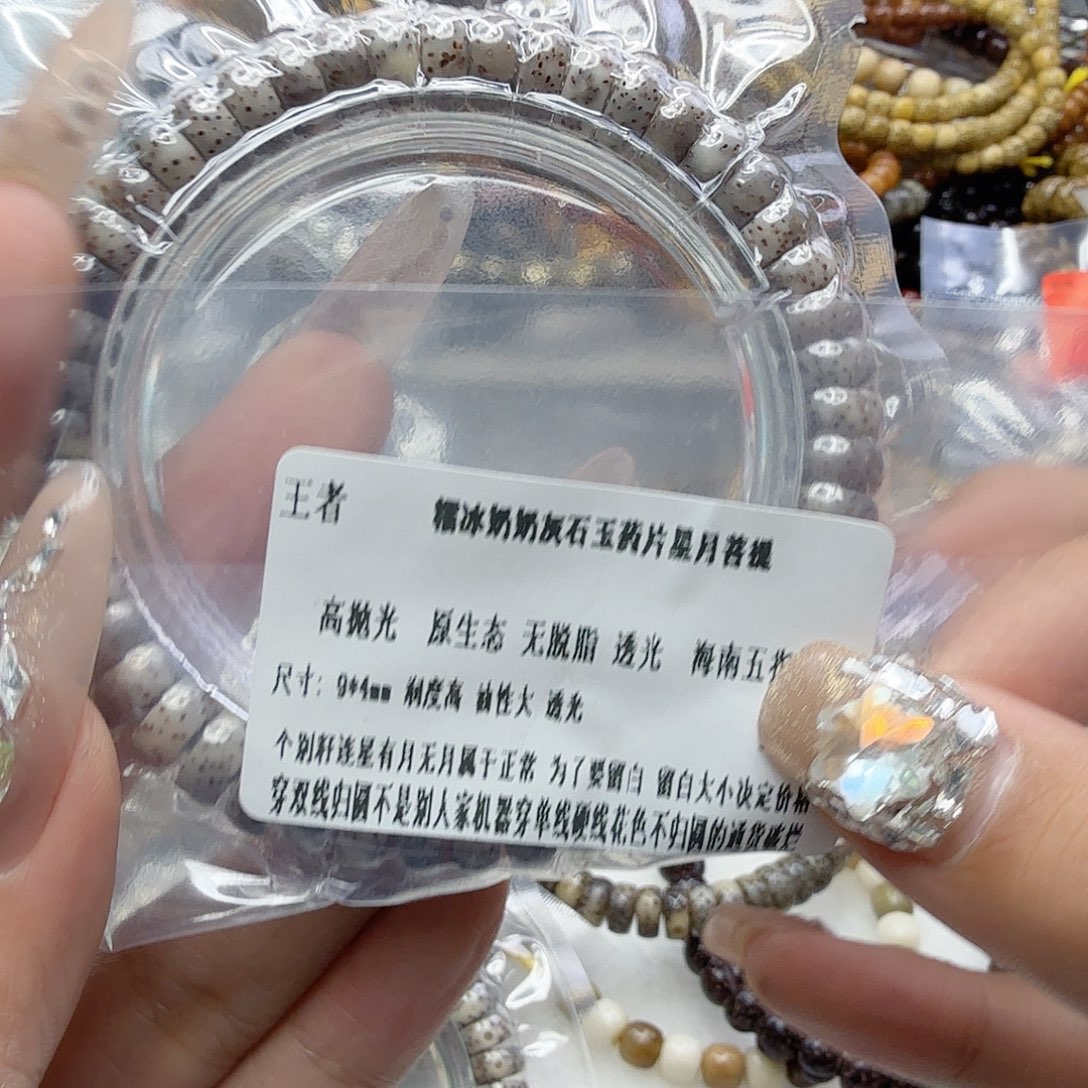 王者 糯冰奶奶灰石玉药片星月菩提
高抛光 原生态 无脱脂 透光 海南五指
尺寸：9*4mm 润度高 油性大 透光
个别籽连星有月无月属于正常 为了要留白 留白大小决定价格
穿双线归圆不是别人家机器穿单线硬线花色不归圆的通货破烂